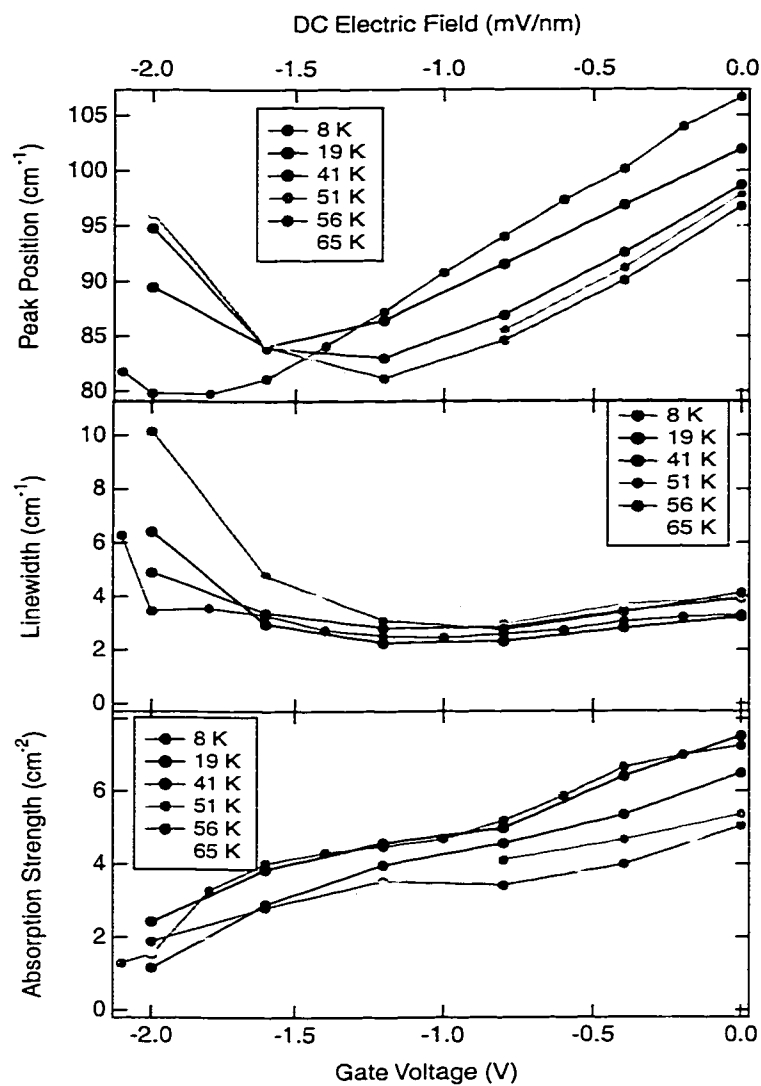 DC Electric Field (mV/nm)
-2.0 -1.5 -1.0 -0.5 0.0
105
100
95
90
85
80
Peak Position (cm⁻¹)
8 K
19 K
41 K
51 K
56 K
65 K
10
8
6
4
2
0
Linewidth (cm⁻¹)
8 K
19 K
41 K
51 K
56 K
65 K
6
4
2
0
Absorption Strength (cm⁻²)
8 K
19 K
41 K
51 K
56 K
65 K
-2.0 -1.5 -1.0 -0.5 0.0
Gate Voltage (V)